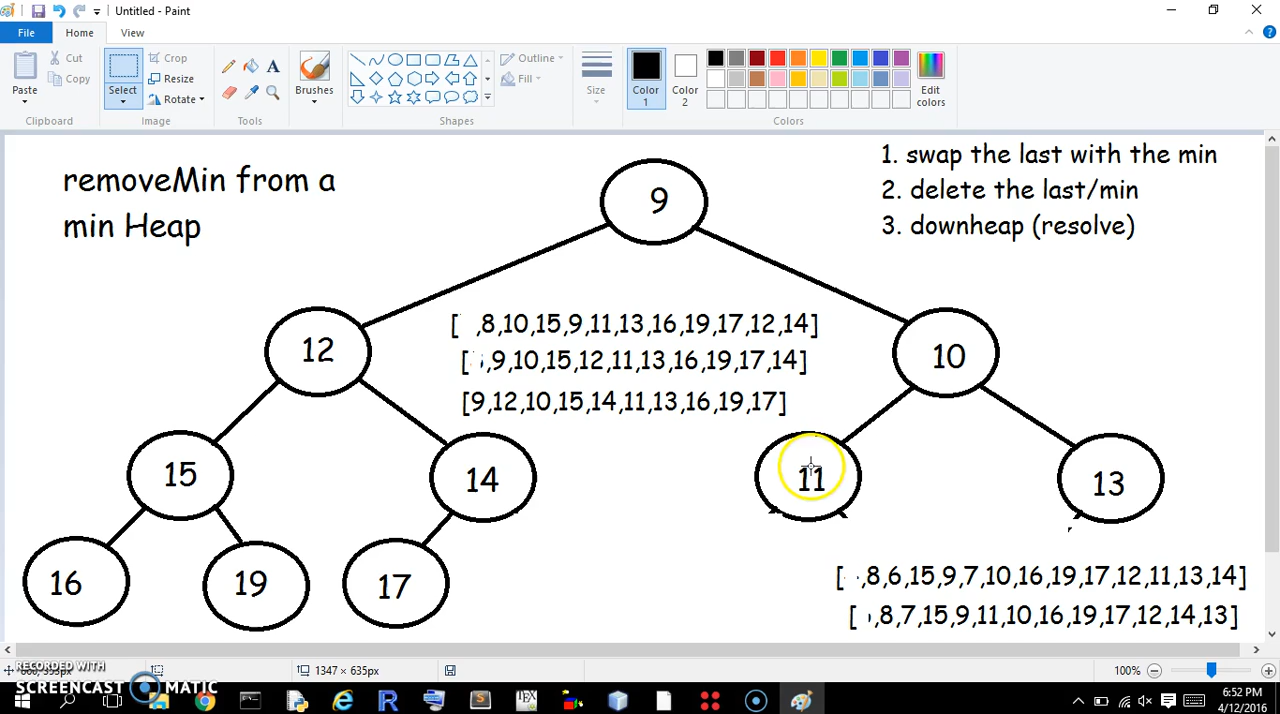 Untitled - Paint
File Home View
Paste
Cut
Copy
Clipboard
Select
Crop
Resize
Rotate
Image
Tools
Brushes
Shapes
Outline
Fill
Size
Color 1
Color 2
Edit colors
Colors
removeMin from a
min Heap
1. swap the last with the min
2. delete the last/min
3. downheap (resolve)
9
12
10
[ ,8,10,15,9,11,13,16,19,17,12,14]
[ ,9,10,15,12,11,13,16,19,17,14]
[9,12,10,15,14,11,13,16,19,17]
15
14
11
13
16
19
17
[ ,8,6,15,9,7,10,16,19,17,12,11,13,14]
[ ,8,7,15,9,11,10,16,19,17,12,14,13]
1347 × 635px
100%
RECORDED WITH
SCREENCAST MATIC
6:52 PM
4/12/2016